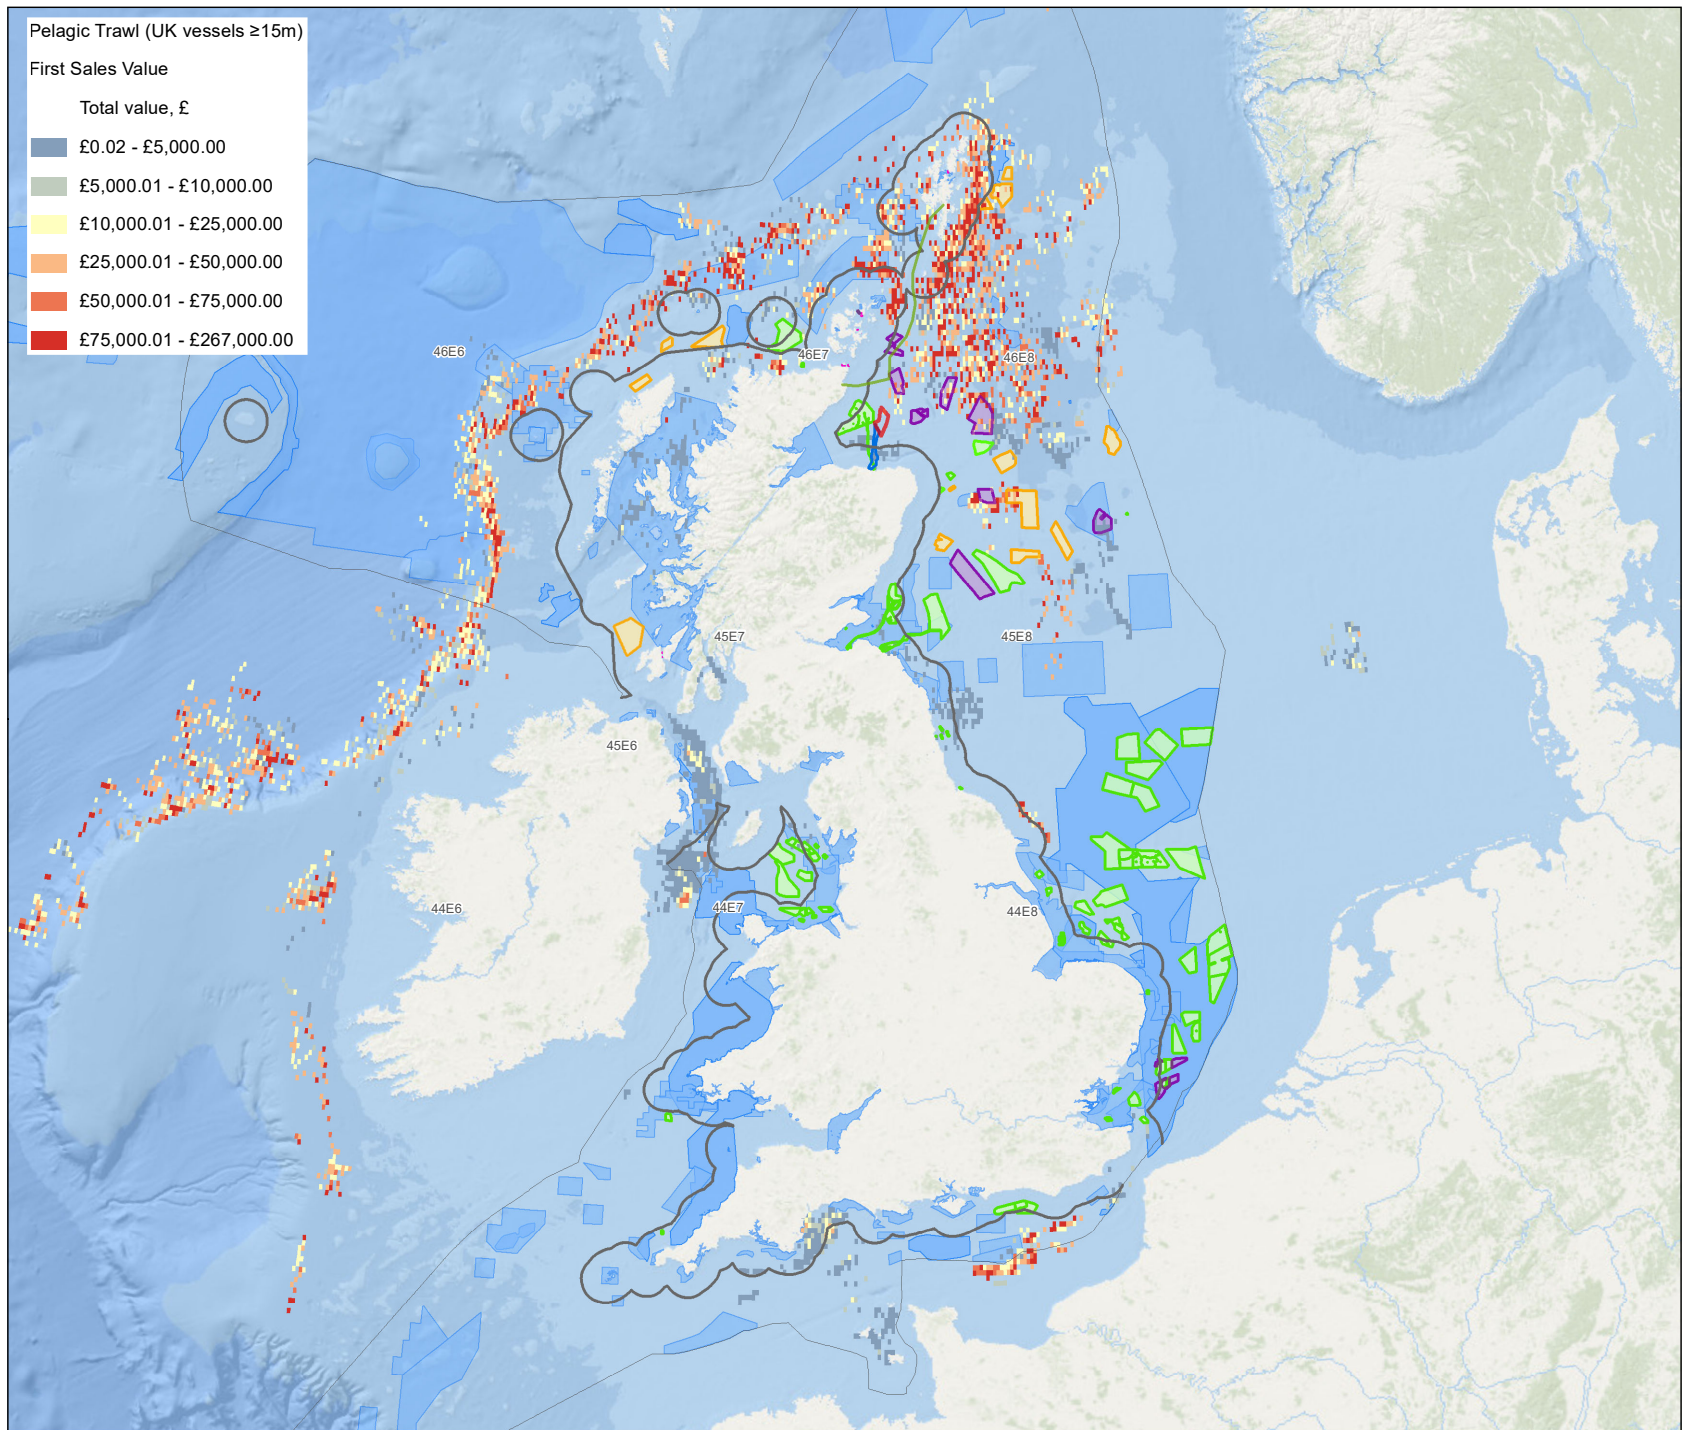 Pelagic Trawl (UK vessels ≥15m)
First Sales Value
Total value, £
£0.02 - £5,000.00
£5,000.01 - £10,000.00
£10,000.01 - £25,000.00
£25,000.01 - £50,000.00
£50,000.01 - £75,000.00
£75,000.01 - £267,000.00
46E6
46E7
46E8
45E7
45E8
45E6
44E6
44E7
44E8